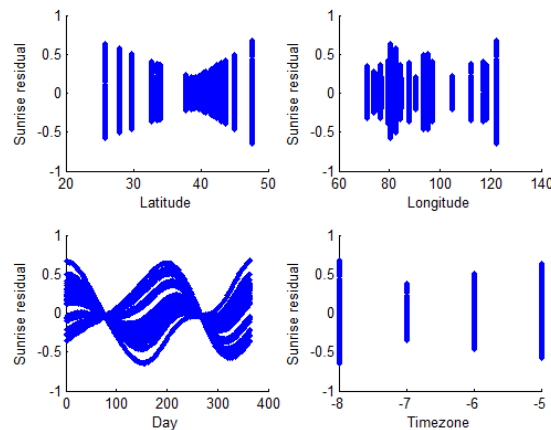 1
0.5
0
-0.5
-1
Sunrise residual
20 30 40 50
Latitude
1
0.5
0
-0.5
-1
Sunrise residual
60 80 100 120 140
Longitude
1
0.5
0
-0.5
-1
Sunrise residual
0 100 200 300 400
Day
1
0.5
0
-0.5
-1
Sunrise residual
-8 -7 -6 -5
Timezone